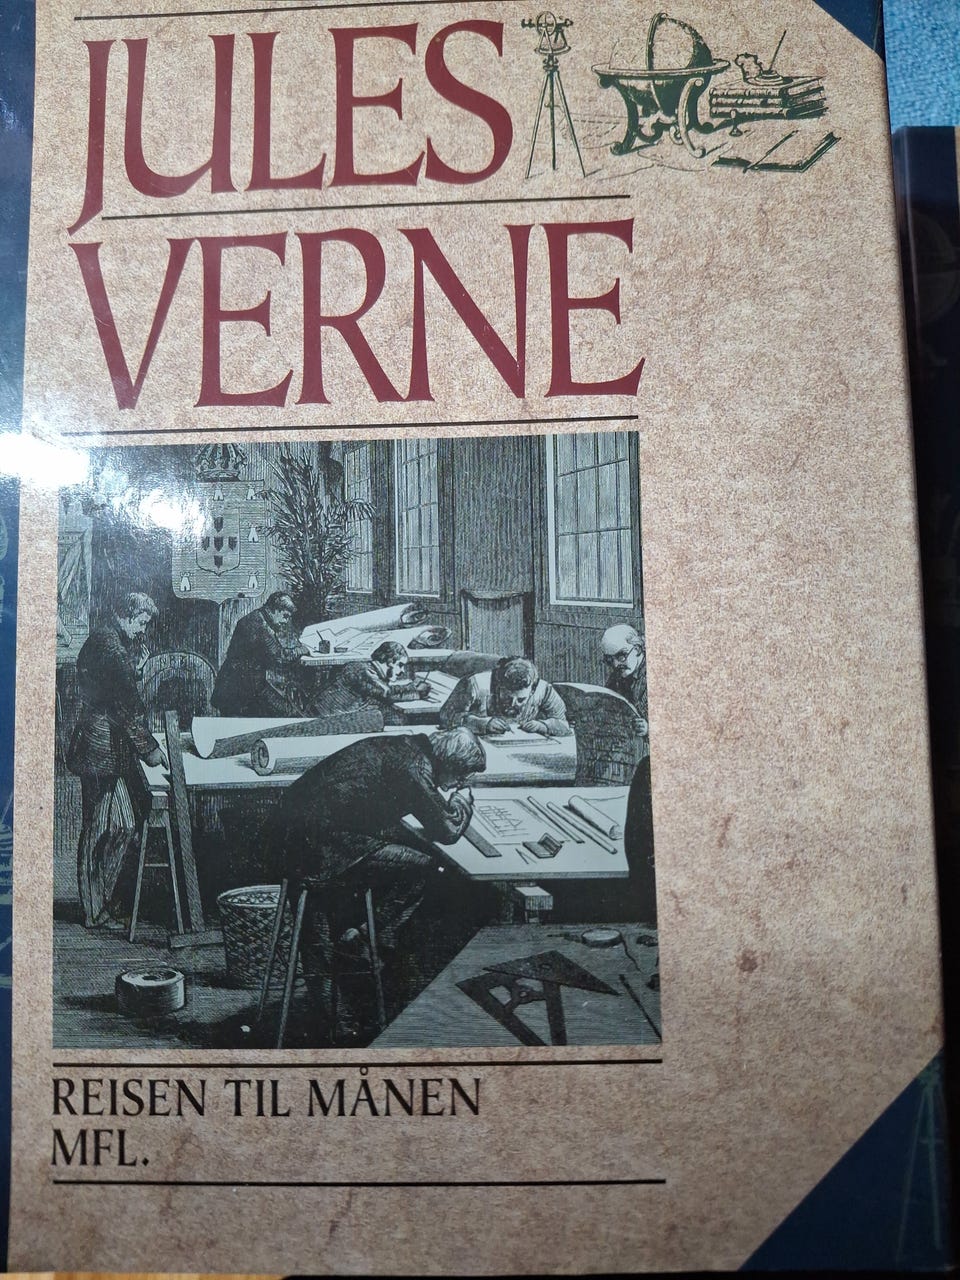 JULES
VERNE
REISEN TIL MÅNEN
MFL.